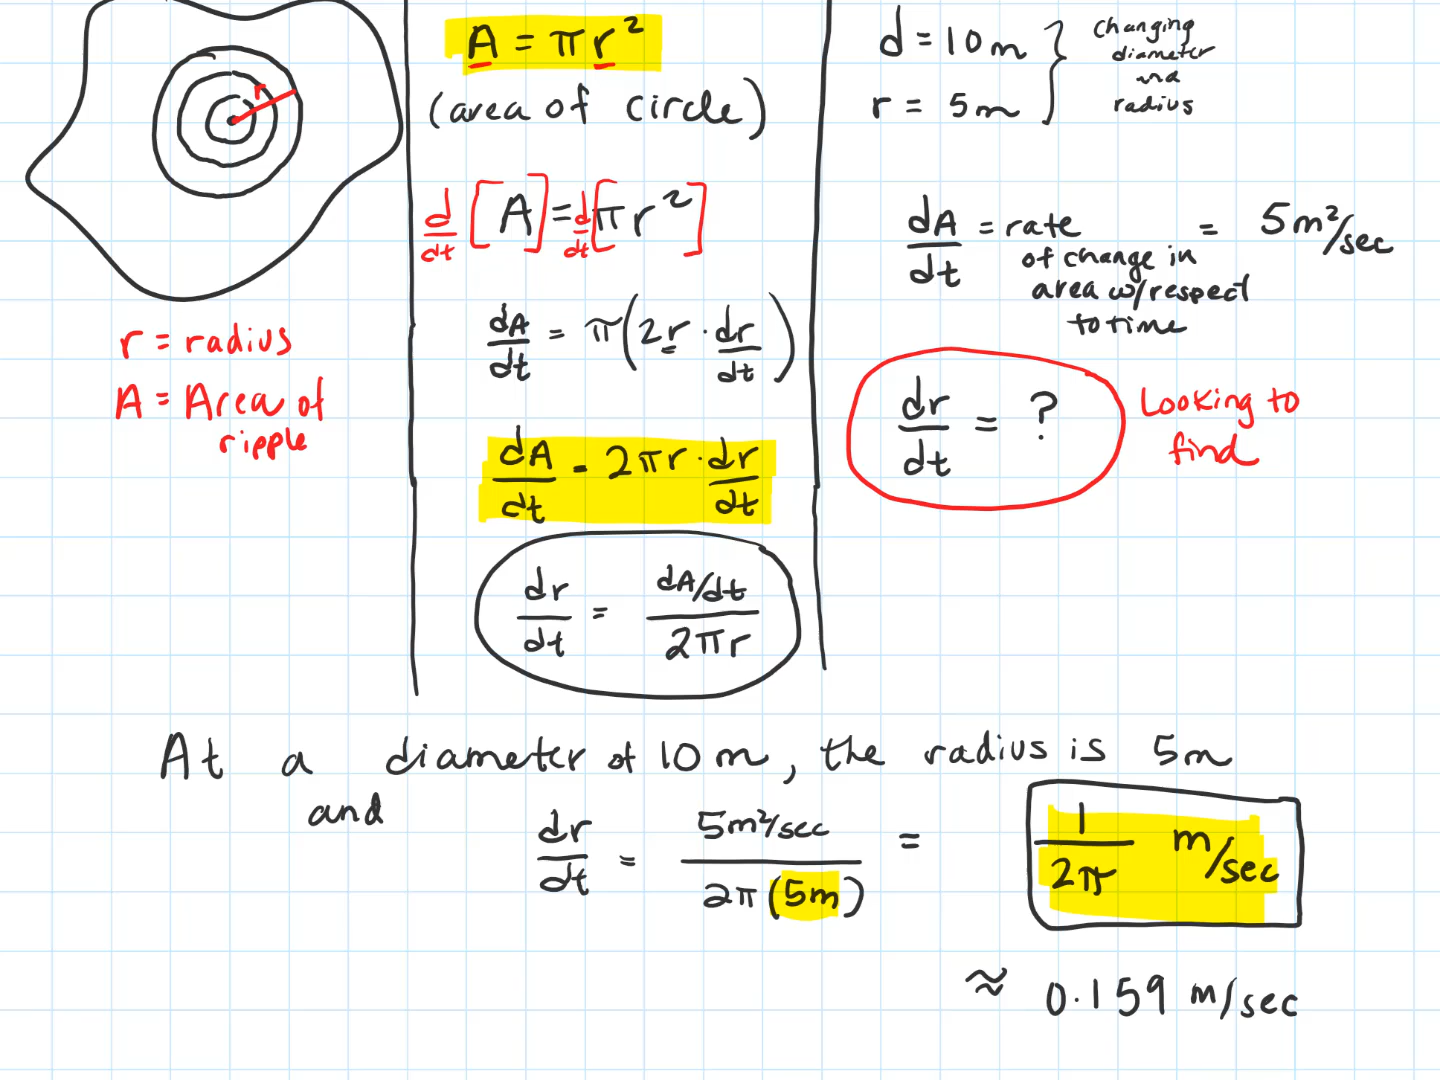 r
r = radius
A = Area of
ripple
A = πr²
(area of circle)
d/dt [A] = d/dt [πr²]
dA/dt = π(2r · dr/dt)
dA/dt = 2πr · dr/dt
dr/dt = dA/dt / 2πr
d = 10m
r = 5m
changing
diameter
and
radius
dA/dt = rate = 5m²/sec
of change in
area w/respect
to time
dr/dt = ?
Looking to
find
At a diameter of 10m, the radius is 5m
and
dr/dt = 5m²/sec / 2π(5m) = 1/2π m/sec
≈ 0.159 m/sec